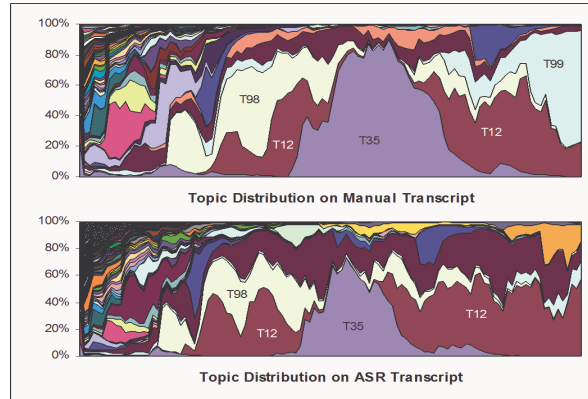 100%
80%
60%
40%
20%
0%
T98
T12
T35
T12
T99
Topic Distribution on Manual Transcript
100%
80%
60%
40%
20%
0%
T98
T12
T35
T12
Topic Distribution on ASR Transcript